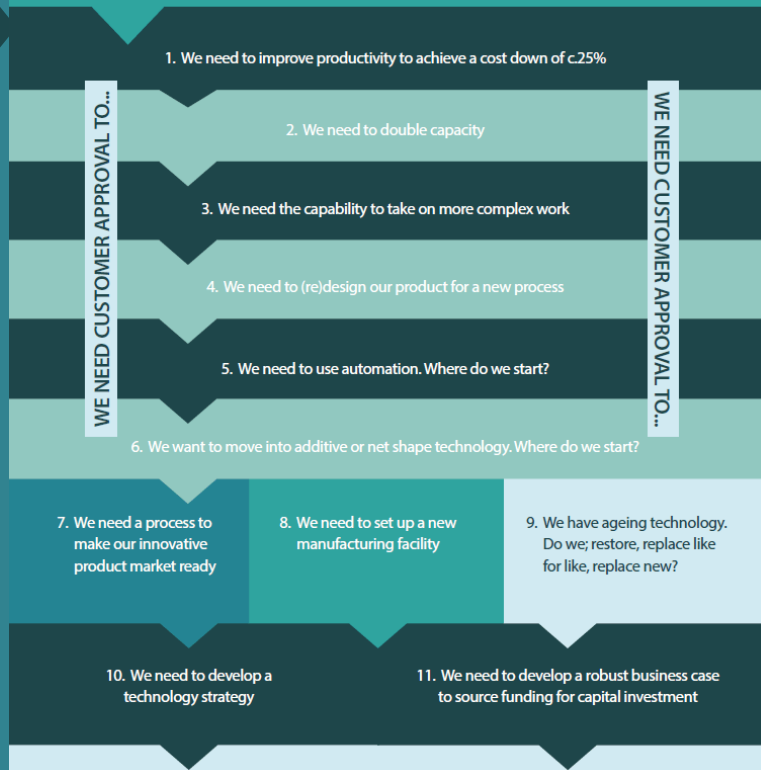 1. We need to improve productivity to achieve a cost down of c.25%
WE NEED CUSTOMER APPROVAL TO...
WE NEED CUSTOMER APPROVAL TO...
2. We need to double capacity
3. We need the capability to take on more complex work
4. We need to (re)design our product for a new process
5. We need to use automation. Where do we start?
6. We want to move into additive or net shape technology. Where do we start?
7. We need a process to
make our innovative
product market ready
8. We need to set up a new
manufacturing facility
9. We have ageing technology.
Do we; restore, replace like
for like, replace new?
10. We need to develop a
technology strategy
11. We need to develop a robust business case
to source funding for capital investment